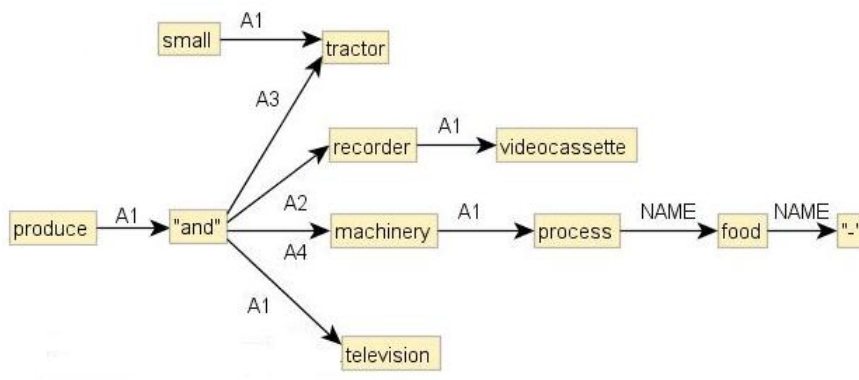 A1
small
tractor
A3
A1
recorder
videocassette
A2
A1
NAME
NAME
A1
produce
"and"
machinery
process
food
"-"
A4
A1
television